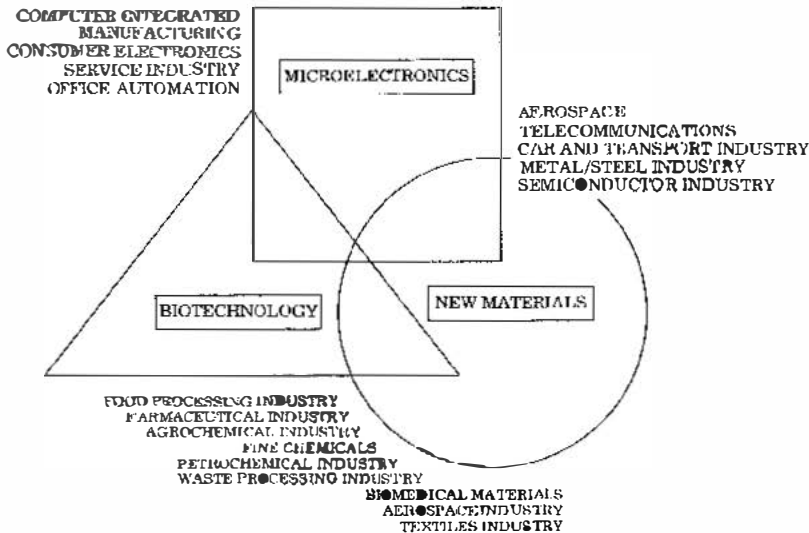 COMPUTER INTEGRATED
MANUFACTURING
CONSUMER ELECTRONICS
SERVICE INDUSTRY
OFFICE AUTOMATION
MICROELECTRONICS
AEROSPACE
TELECOMMUNICATIONS
CAR AND TRANSPORT INDUSTRY
METAL/STEEL INDUSTRY
SEMICONDUCTOR INDUSTRY
BIOTECHNOLOGY
NEW MATERIALS
FOOD PROCESSING INDUSTRY
FARMACEUTICAL INDUSTRY
AGROCHEMICAL INDUSTRY
FINE CHEMICALS
PETROCHEMICAL INDUSTRY
WASTE PROCESSING INDUSTRY
BIOMEDICAL MATERIALS
AEROSPACEINDUSTRY
TEXTILES INDUSTRY